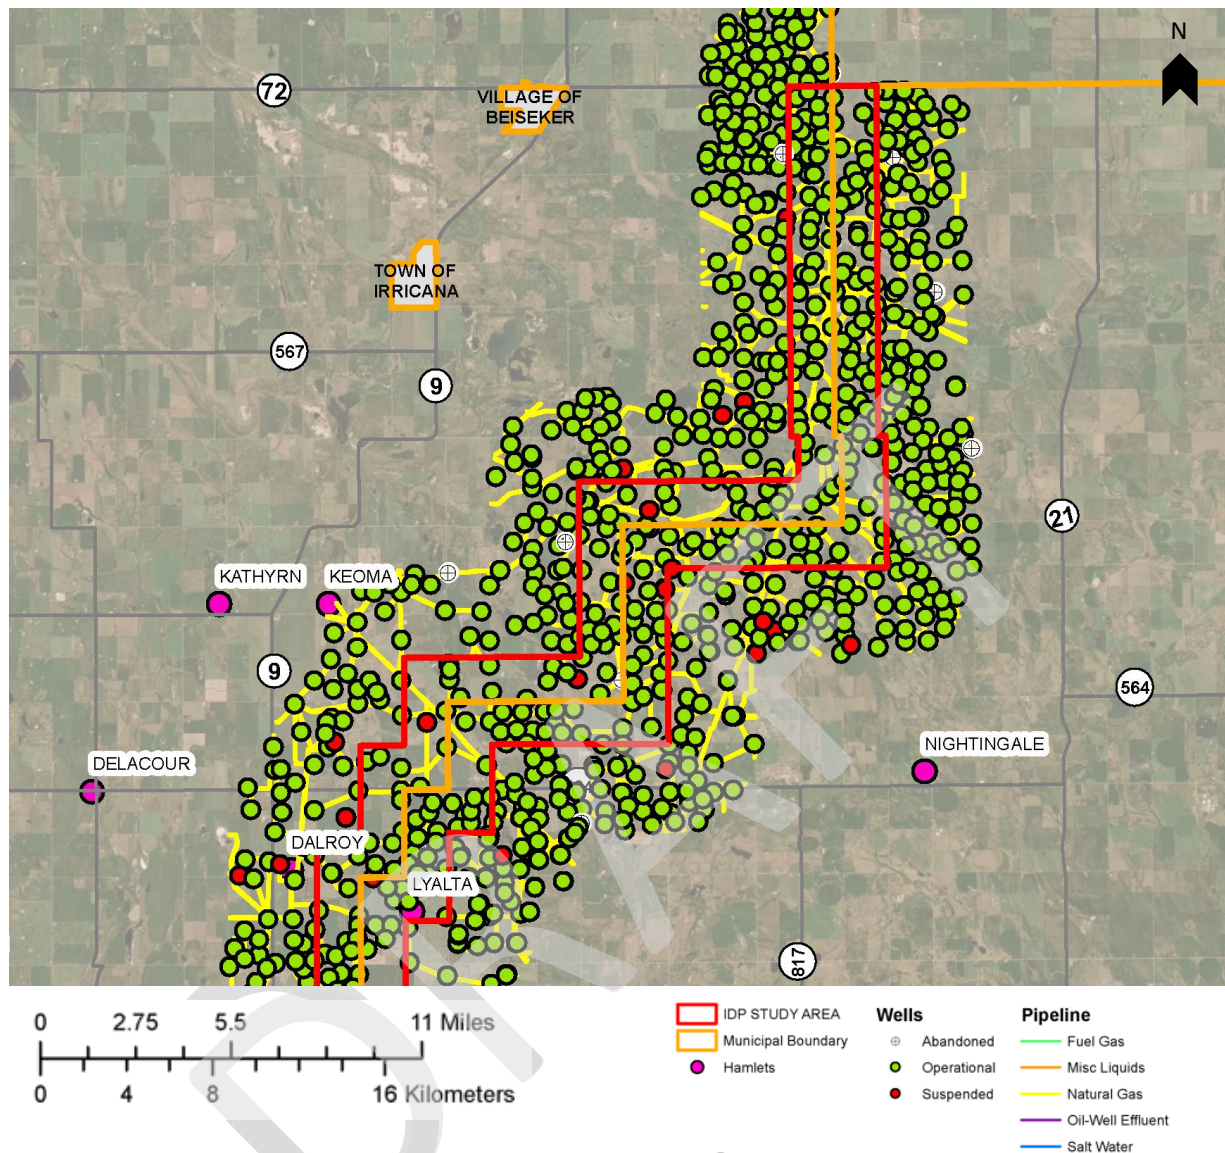 N
72
VILLAGE OF
BEISEKER
TOWN OF
IRRICANA
567
9
21
KATHYRN
KEOMA
9
564
DELACOUR
NIGHTINGALE
DALROY
LYALTA
817
DRAFT
0 2.75 5.5 11 Miles
0 4 8 16 Kilometers
IDP STUDY AREA
Municipal Boundary
Hamlets
Wells
Abandoned
Operational
Suspended
Pipeline
Fuel Gas
Misc Liquids
Natural Gas
Oil-Well Effluent
Salt Water